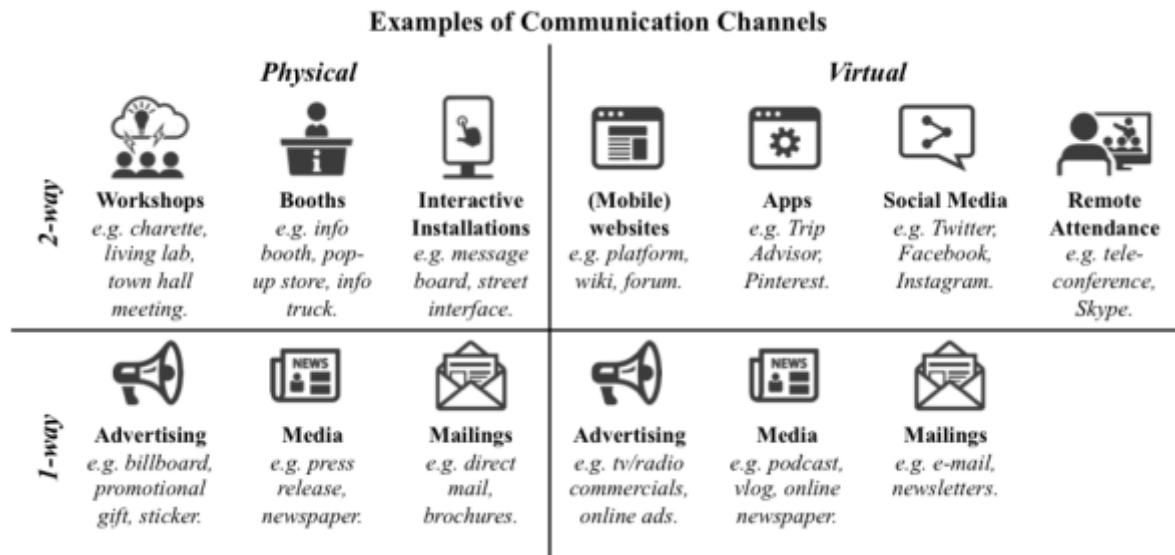 Examples of Communication Channels
Physical
Virtual
2-way
Workshops
e.g. charette,
living lab,
town hall
meeting.
i
Booths
e.g. info
booth, pop-
up store, info
truck.
Interactive
Installations
e.g. message
board, street
interface.
(Mobile)
websites
e.g. platform,
wiki, forum.
Apps
e.g. Trip
Advisor,
Pinterest.
Social Media
e.g. Twitter,
Facebook,
Instagram.
Remote
Attendance
e.g. tele-
conference,
Skype.
1-way
Advertising
e.g. billboard,
promotional
gift, sticker.
NEWS
Media
e.g. press
release,
newspaper.
Mailings
e.g. direct
mail,
brochures.
Advertising
e.g. tv/radio
commercials,
online ads.
NEWS
Media
e.g. podcast,
vlog, online
newspaper.
Mailings
e.g. e-mail,
newsletters.